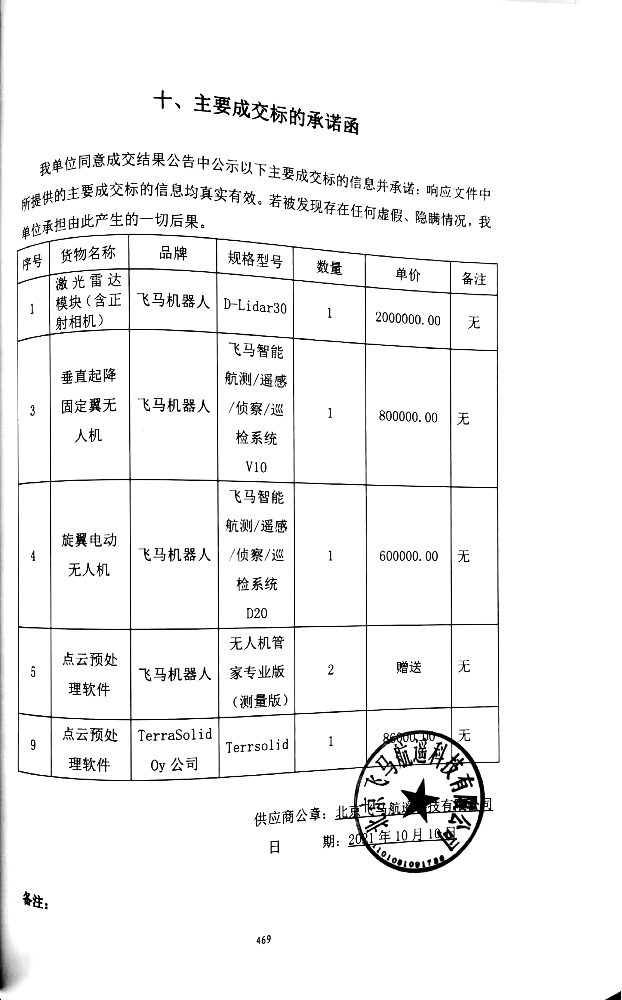 十、主要成交标的承诺函
我单位同意成交结果公告中公示以下主要成交标的信息并承诺：响应文件中
所提供的主要成交标的信息均真实有效。若被发现存在任何虚假、隐瞒情况，我
单位承担由此产生的一切后果。
序号 货物名称 品牌 规格型号 数量 单价 备注
1 激光雷达模块（含正射相机） 飞马机器人 D-Lidar30 1 2000000.00 无
3 垂直起降固定翼无人机 飞马机器人 飞马智能航测/遥感/侦察/巡检系统V10 1 800000.00 无
4 旋翼电动无人机 飞马机器人 飞马智能航测/遥感/侦察/巡检系统D20 1 600000.00 无
5 点云预处理软件 飞马机器人 无人机管家专业版（测量版） 2 赠送 无
9 点云预处理软件 TerraSolid Oy 公司 Terrsolid 1 86000.00 无
供应商公章：北京飞马航遥科技有限公司
日 期：2021 年 10 月 10 日
北京飞马航遥科技有限公司
备注：
469